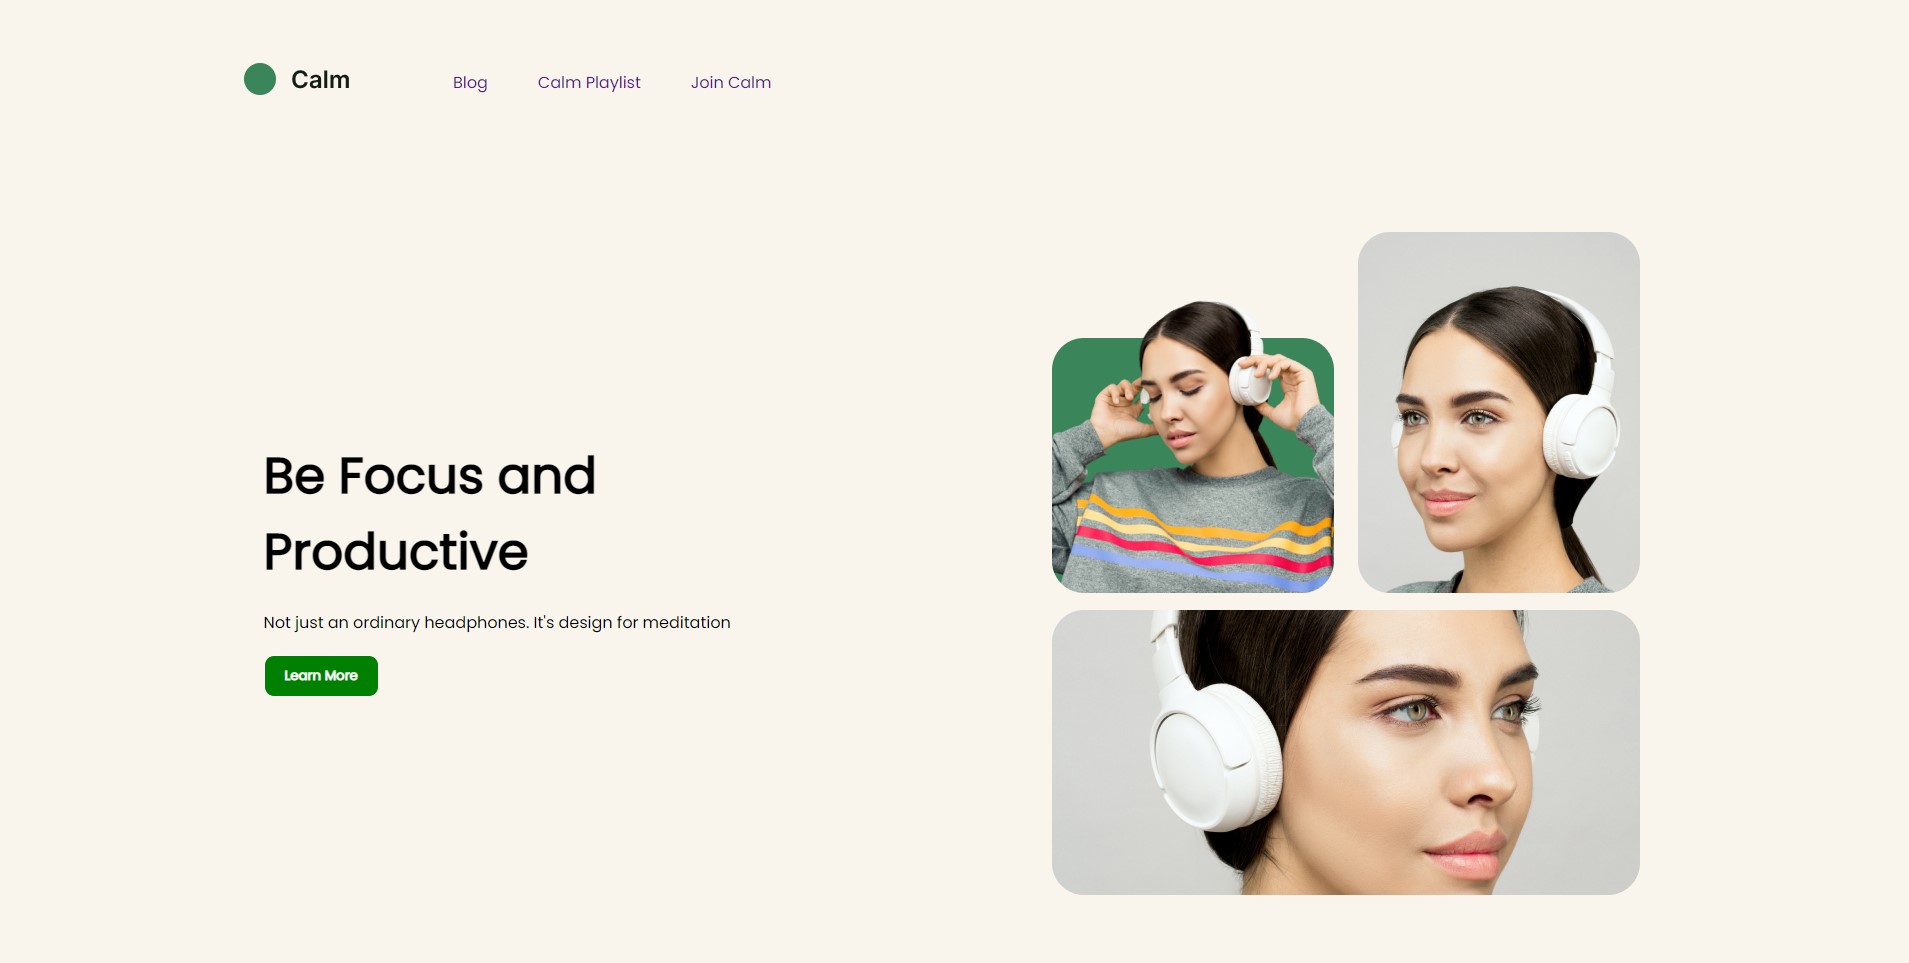 Calm
Blog
Calm Playlist
Join Calm
Be Focus and
Productive
Not just an ordinary headphones. It's design for meditation
Learn More